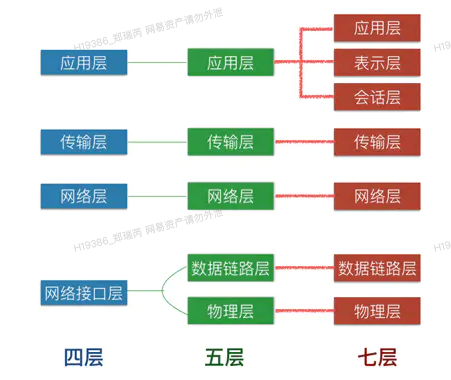 H19386_郑瑞丙 网易资产请勿外泄
应用层
应用层 应用层 表示层
会话层
H19
传输层 传输层 传输层
网络层 网络层 网络层
H19386_郑瑞丙 网易资产请勿外泄
H19
数据链路层 数据链路层
网络接口层
物理层 物理层
四层 五层 七层